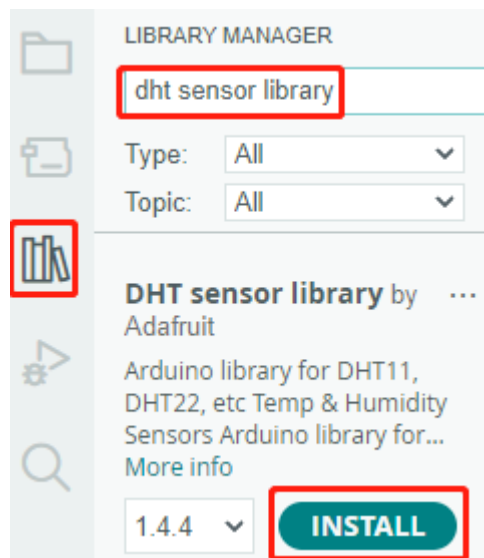 LIBRARY MANAGER
dht sensor library
Type: All
Topic: All
DHT sensor library by ...
Adafruit
Arduino library for DHT11,
DHT22, etc Temp & Humidity
Sensors Arduino library for...
More info
1.4.4 INSTALL